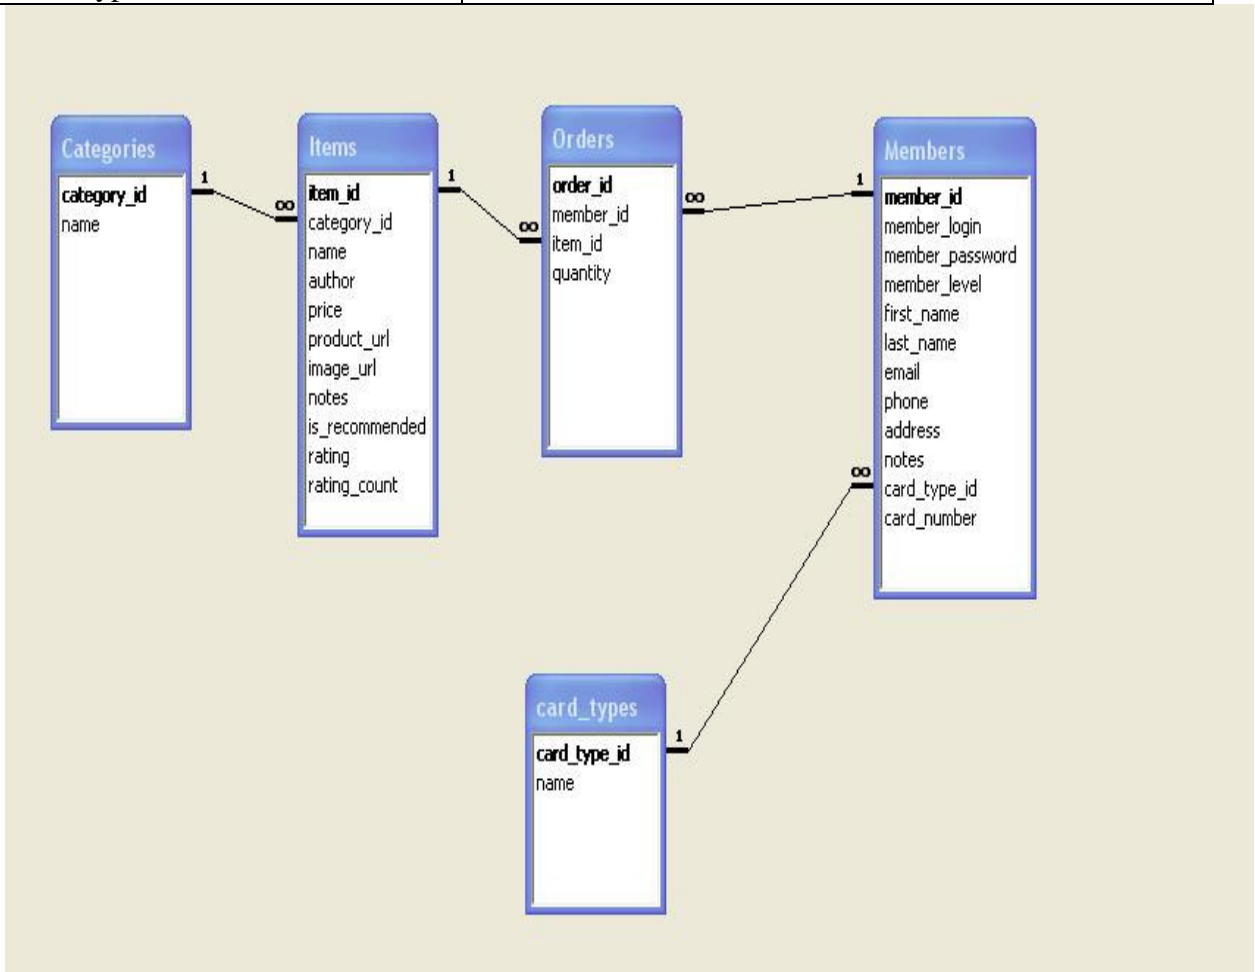 Categories
category_id
name
1
∞
Items
item_id
category_id
name
author
price
product_url
image_url
notes
is_recommended
rating
rating_count
1
∞
Orders
order_id
member_id
item_id
quantity
∞
1
Members
member_id
member_login
member_password
member_level
first_name
last_name
email
phone
address
notes
card_type_id
card_number
∞
card_types
card_type_id
name
1